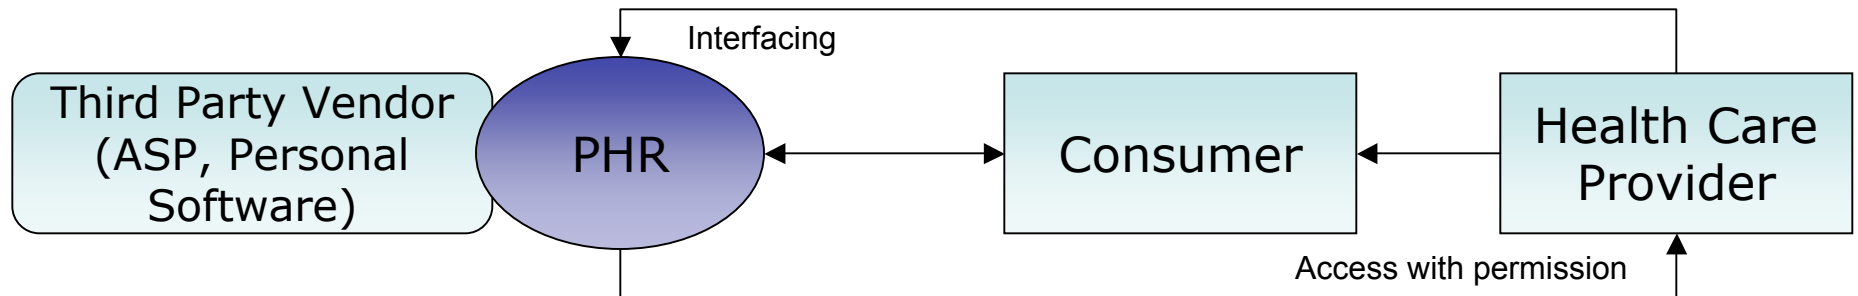 Interfacing
Third Party Vendor
(ASP, Personal
Software)
PHR
Consumer
Health Care
Provider
Access with permission